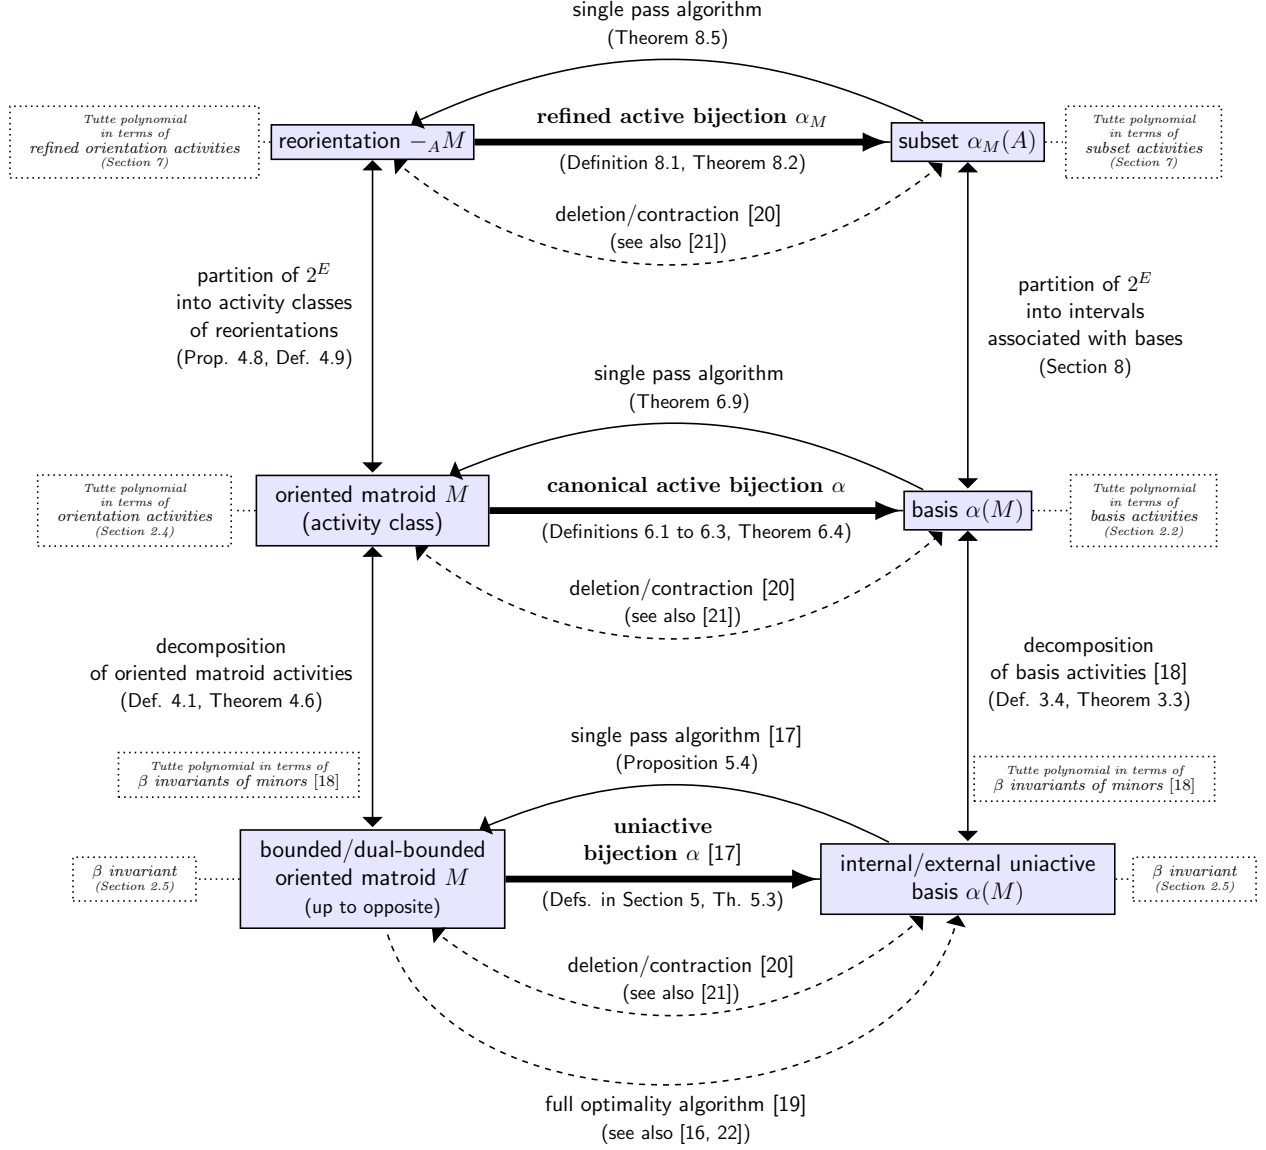 single pass algorithm
(Theorem 8.5)
Tutte polynomial
in terms of
refined orientation activities
(Section 7)
reorientation −_A M
refined active bijection α_M
(Definition 8.1, Theorem 8.2)
subset α_M(A)
Tutte polynomial
in terms of
subset activities
(Section 7)
deletion/contraction [20]
(see also [21])
partition of 2^E
into activity classes
of reorientations
(Prop. 4.8, Def. 4.9)
partition of 2^E
into intervals
associated with bases
(Section 8)
single pass algorithm
(Theorem 6.9)
Tutte polynomial
in terms of
orientation activities
(Section 2.4)
oriented matroid M
(activity class)
canonical active bijection α
(Definitions 6.1 to 6.3, Theorem 6.4)
basis α(M)
Tutte polynomial
in terms of
basis activities
(Section 2.2)
deletion/contraction [20]
(see also [21])
decomposition
of oriented matroid activities
(Def. 4.1, Theorem 4.6)
decomposition
of basis activities [18]
(Def. 3.4, Theorem 3.3)
Tutte polynomial in terms of
β invariants of minors [18]
single pass algorithm [17]
(Proposition 5.4)
Tutte polynomial in terms of
β invariants of minors [18]
β invariant
(Section 2.5)
bounded/dual-bounded
oriented matroid M
(up to opposite)
uniactive
bijection α [17]
(Defs. in Section 5, Th. 5.3)
internal/external uniactive
basis α(M)
β invariant
(Section 2.5)
deletion/contraction [20]
(see also [21])
full optimality algorithm [19]
(see also [16, 22])